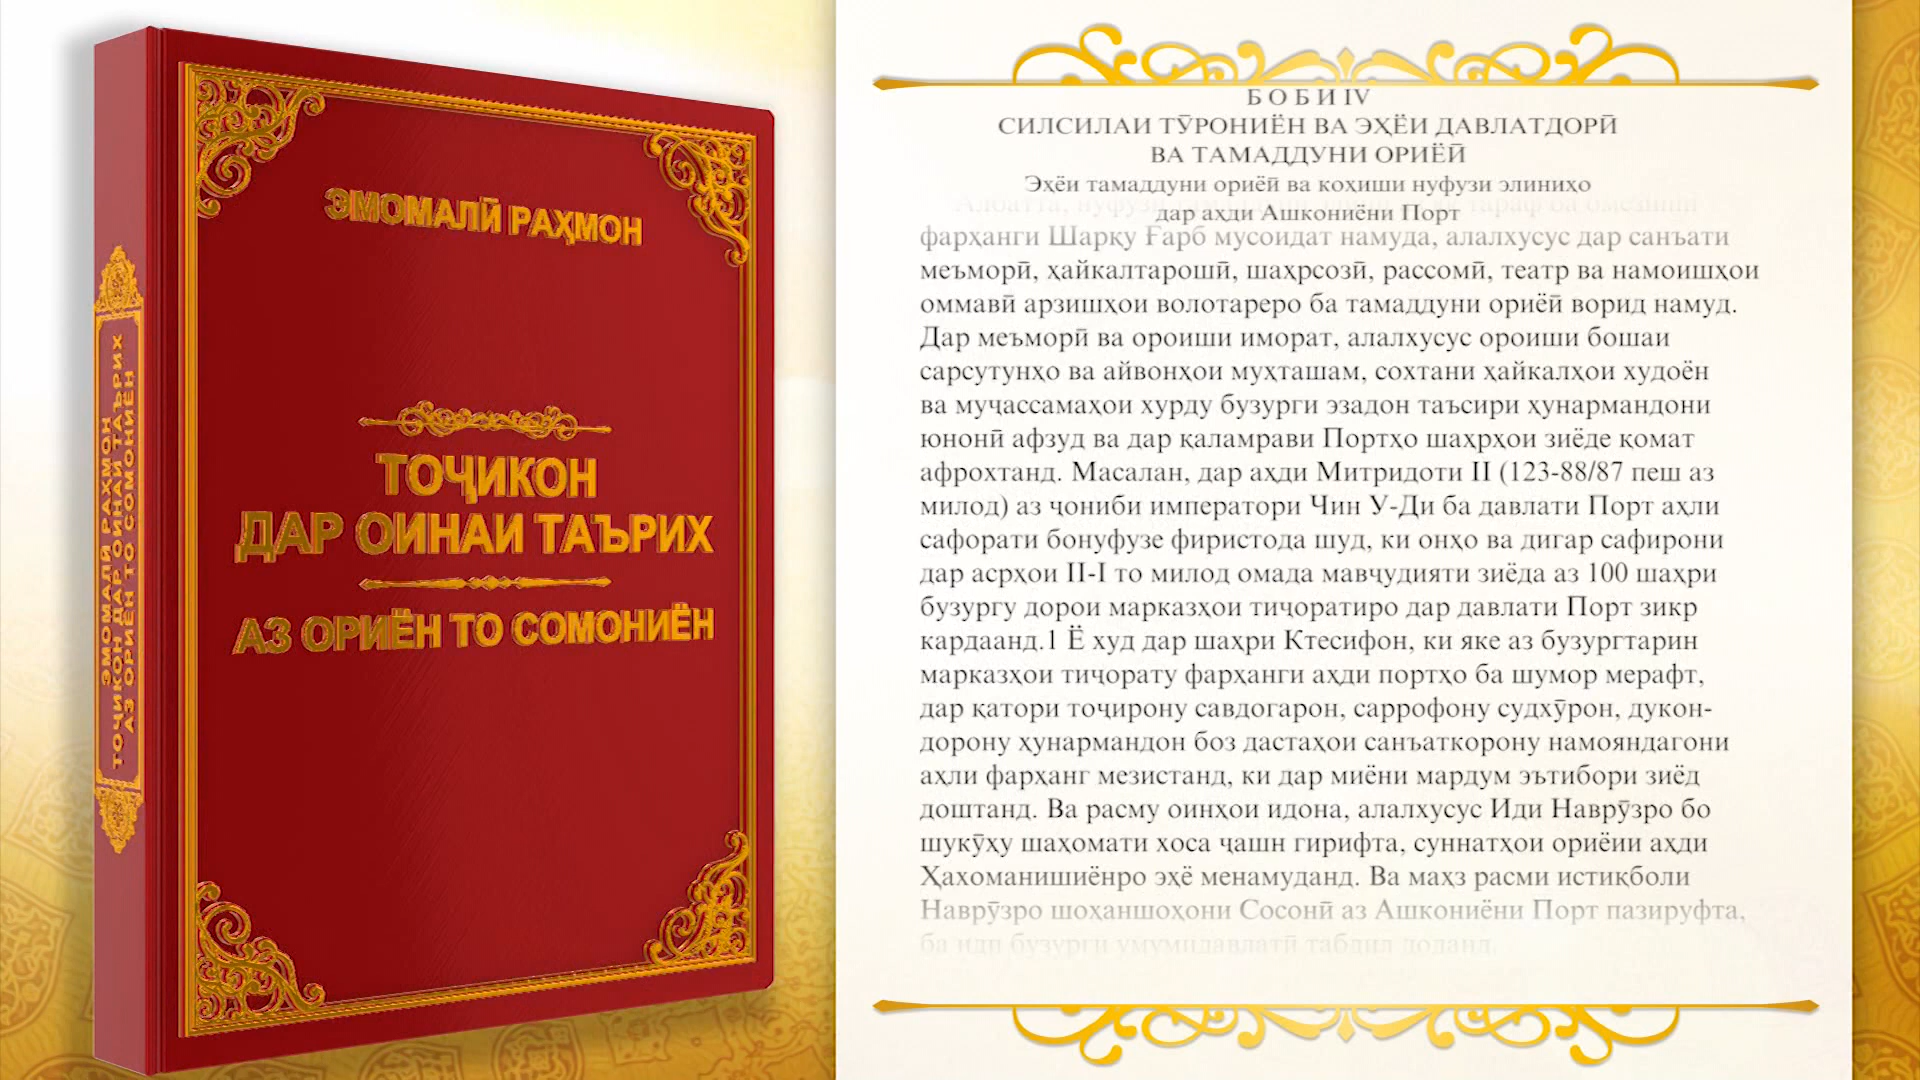 ЭМОМАЛӢ РАҲМОН
ТОҶИКОН
ДАР ОИНАИ ТАЪРИХ
АЗ ОРИЁН ТО СОМОНИЁН
ЭМОМАЛӢ РАҲМОН
ТОҶИКОН ДАР ОИНАИ ТАЪРИХ
АЗ ОРИЁН ТО СОМОНИЁН
Б О Б И IV
СИЛСИЛАИ ТӮРОНИЁН ВА ЭҲЁИ ДАВЛАТДОРӢ
ВА ТАМАДДУНИ ОРИЁӢ
Эҳёи тамаддуни ориёӣ ва коҳиши нуфузи элиниҳо
Албатта, нуфузи
дар аҳди Ашкониёни Порт
фарҳанги Шарқу Ғарб мусоидат намуда, алалхусус дар санъати
меъморӣ, ҳайкалтарошӣ, шаҳрсозӣ, рассомӣ, театр ва намоишҳои
оммавӣ арзишҳои волотареро ба тамаддуни ориёӣ ворид намуд.
Дар меъморӣ ва ороиши иморат, алалхусус ороиши бошаи
сарсутунҳо ва айвонҳои муҳташам, сохтани ҳайкалҳои худоён
ва муҷассамаҳои хурду бузурги эзадон таъсири ҳунармандони
юнонӣ афзуд ва дар қаламрави Портҳо шаҳрҳои зиёде қомат
афрохтанд. Масалан, дар аҳди Митридоти II (123-88/87 пеш аз
милод) аз ҷониби императори Чин У-Ди ба давлати Порт аҳли
сафорати бонуфузе фиристода шуд, ки онҳо ва дигар сафирони
дар асрҳои II-I то милод омада мавҷудияти зиёда аз 100 шаҳри
бузургу дорои марказҳои тиҷоратиро дар давлати Порт зикр
кардаанд.1 Ё худ дар шаҳри Ктесифон, ки яке аз бузургтарин
марказҳои тиҷорату фарҳанги аҳди портҳо ба шумор мерафт,
дар қатори тоҷирону савдогарон, саррофону судхӯрон, дукон-
дорону ҳунармандон боз дастаҳои санъаткорону намояндагони
аҳли фарҳанг мезистанд, ки дар миёни мардум эътибори зиёд
доштанд. Ва расму оинҳои идона, алалхусус Иди Наврӯзро бо
шукӯҳу шаҳомати хоса ҷашн гирифта, суннатҳои ориёии аҳди
Ҳахоманишиёнро эҳё менамуданд. Ва маҳз расми истиқболи
Наврӯзро шоҳаншоҳони Сосонӣ аз Ашкониёни Порт пазируфта,
ба иди бузурги умумидавлатӣ табдил доданд.